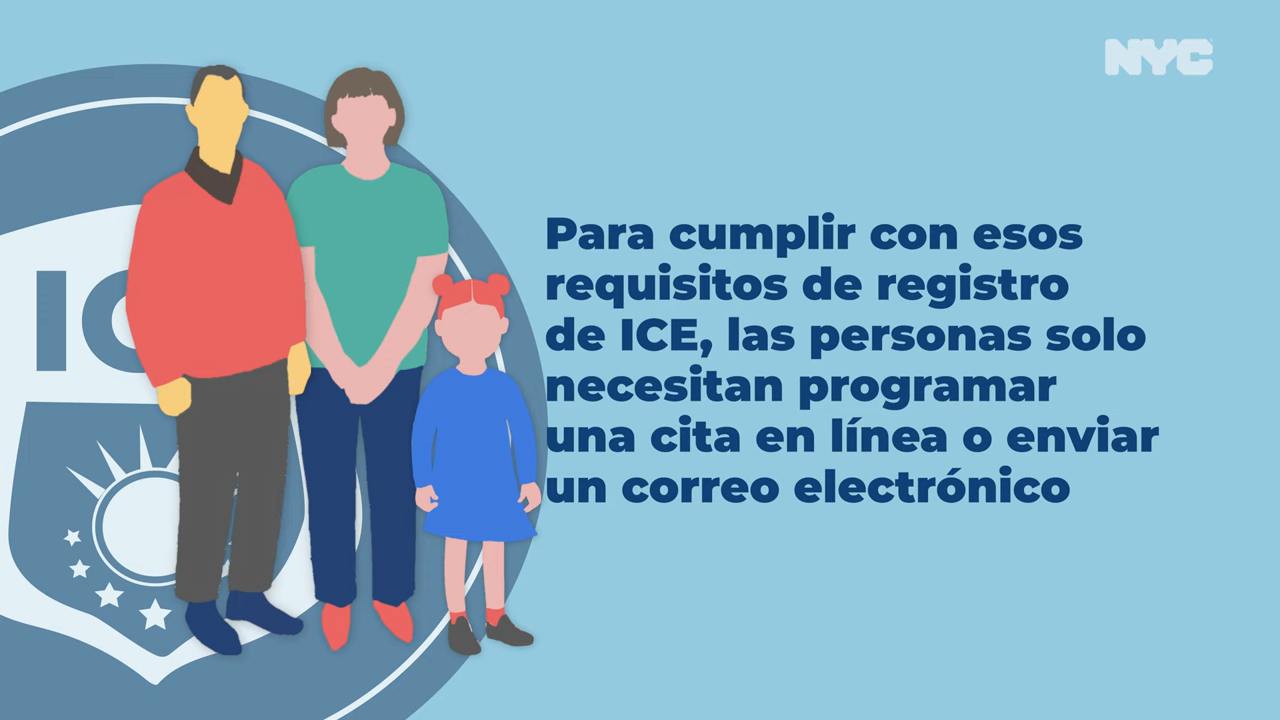 NYC
IC
Para cumplir con esos
requisitos de registro
de ICE, las personas solo
necesitan programar
una cita en línea o enviar
un correo electrónico